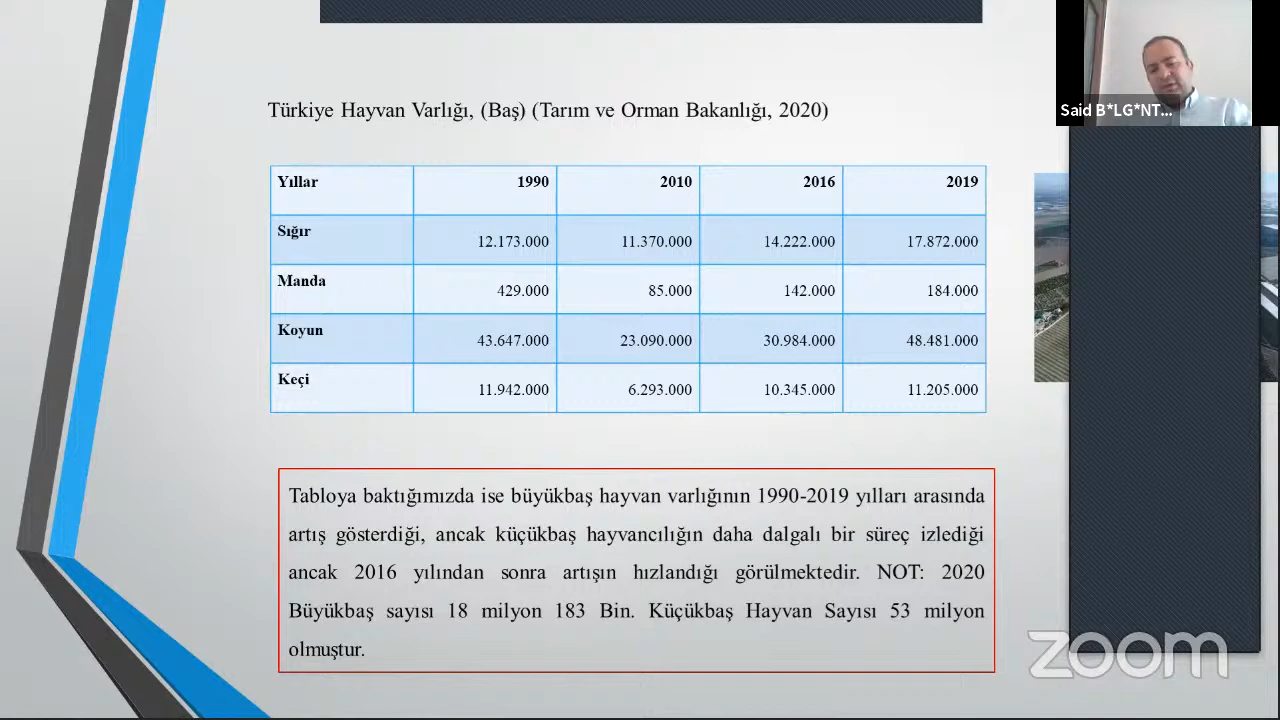 Said B*LG*NT...
Türkiye Hayvan Varlığı, (Baş) (Tarım ve Orman Bakanlığı, 2020)
Yıllar 1990 2010 2016 2019
Sığır 12.173.000 11.370.000 14.222.000 17.872.000
Manda 429.000 85.000 142.000 184.000
Koyun 43.647.000 23.090.000 30.984.000 48.481.000
Keçi 11.942.000 6.293.000 10.345.000 11.205.000
Tabloya baktığımızda ise büyükbaş hayvan varlığının 1990-2019 yılları arasında
artış gösterdiği, ancak küçükbaş hayvancılığın daha dalgalı bir süreç izlediği
ancak 2016 yılından sonra artışın hızlandığı görülmektedir. NOT: 2020
Büyükbaş sayısı 18 milyon 183 Bin. Küçükbaş Hayvan Sayısı 53 milyon
olmuştur.
zoom